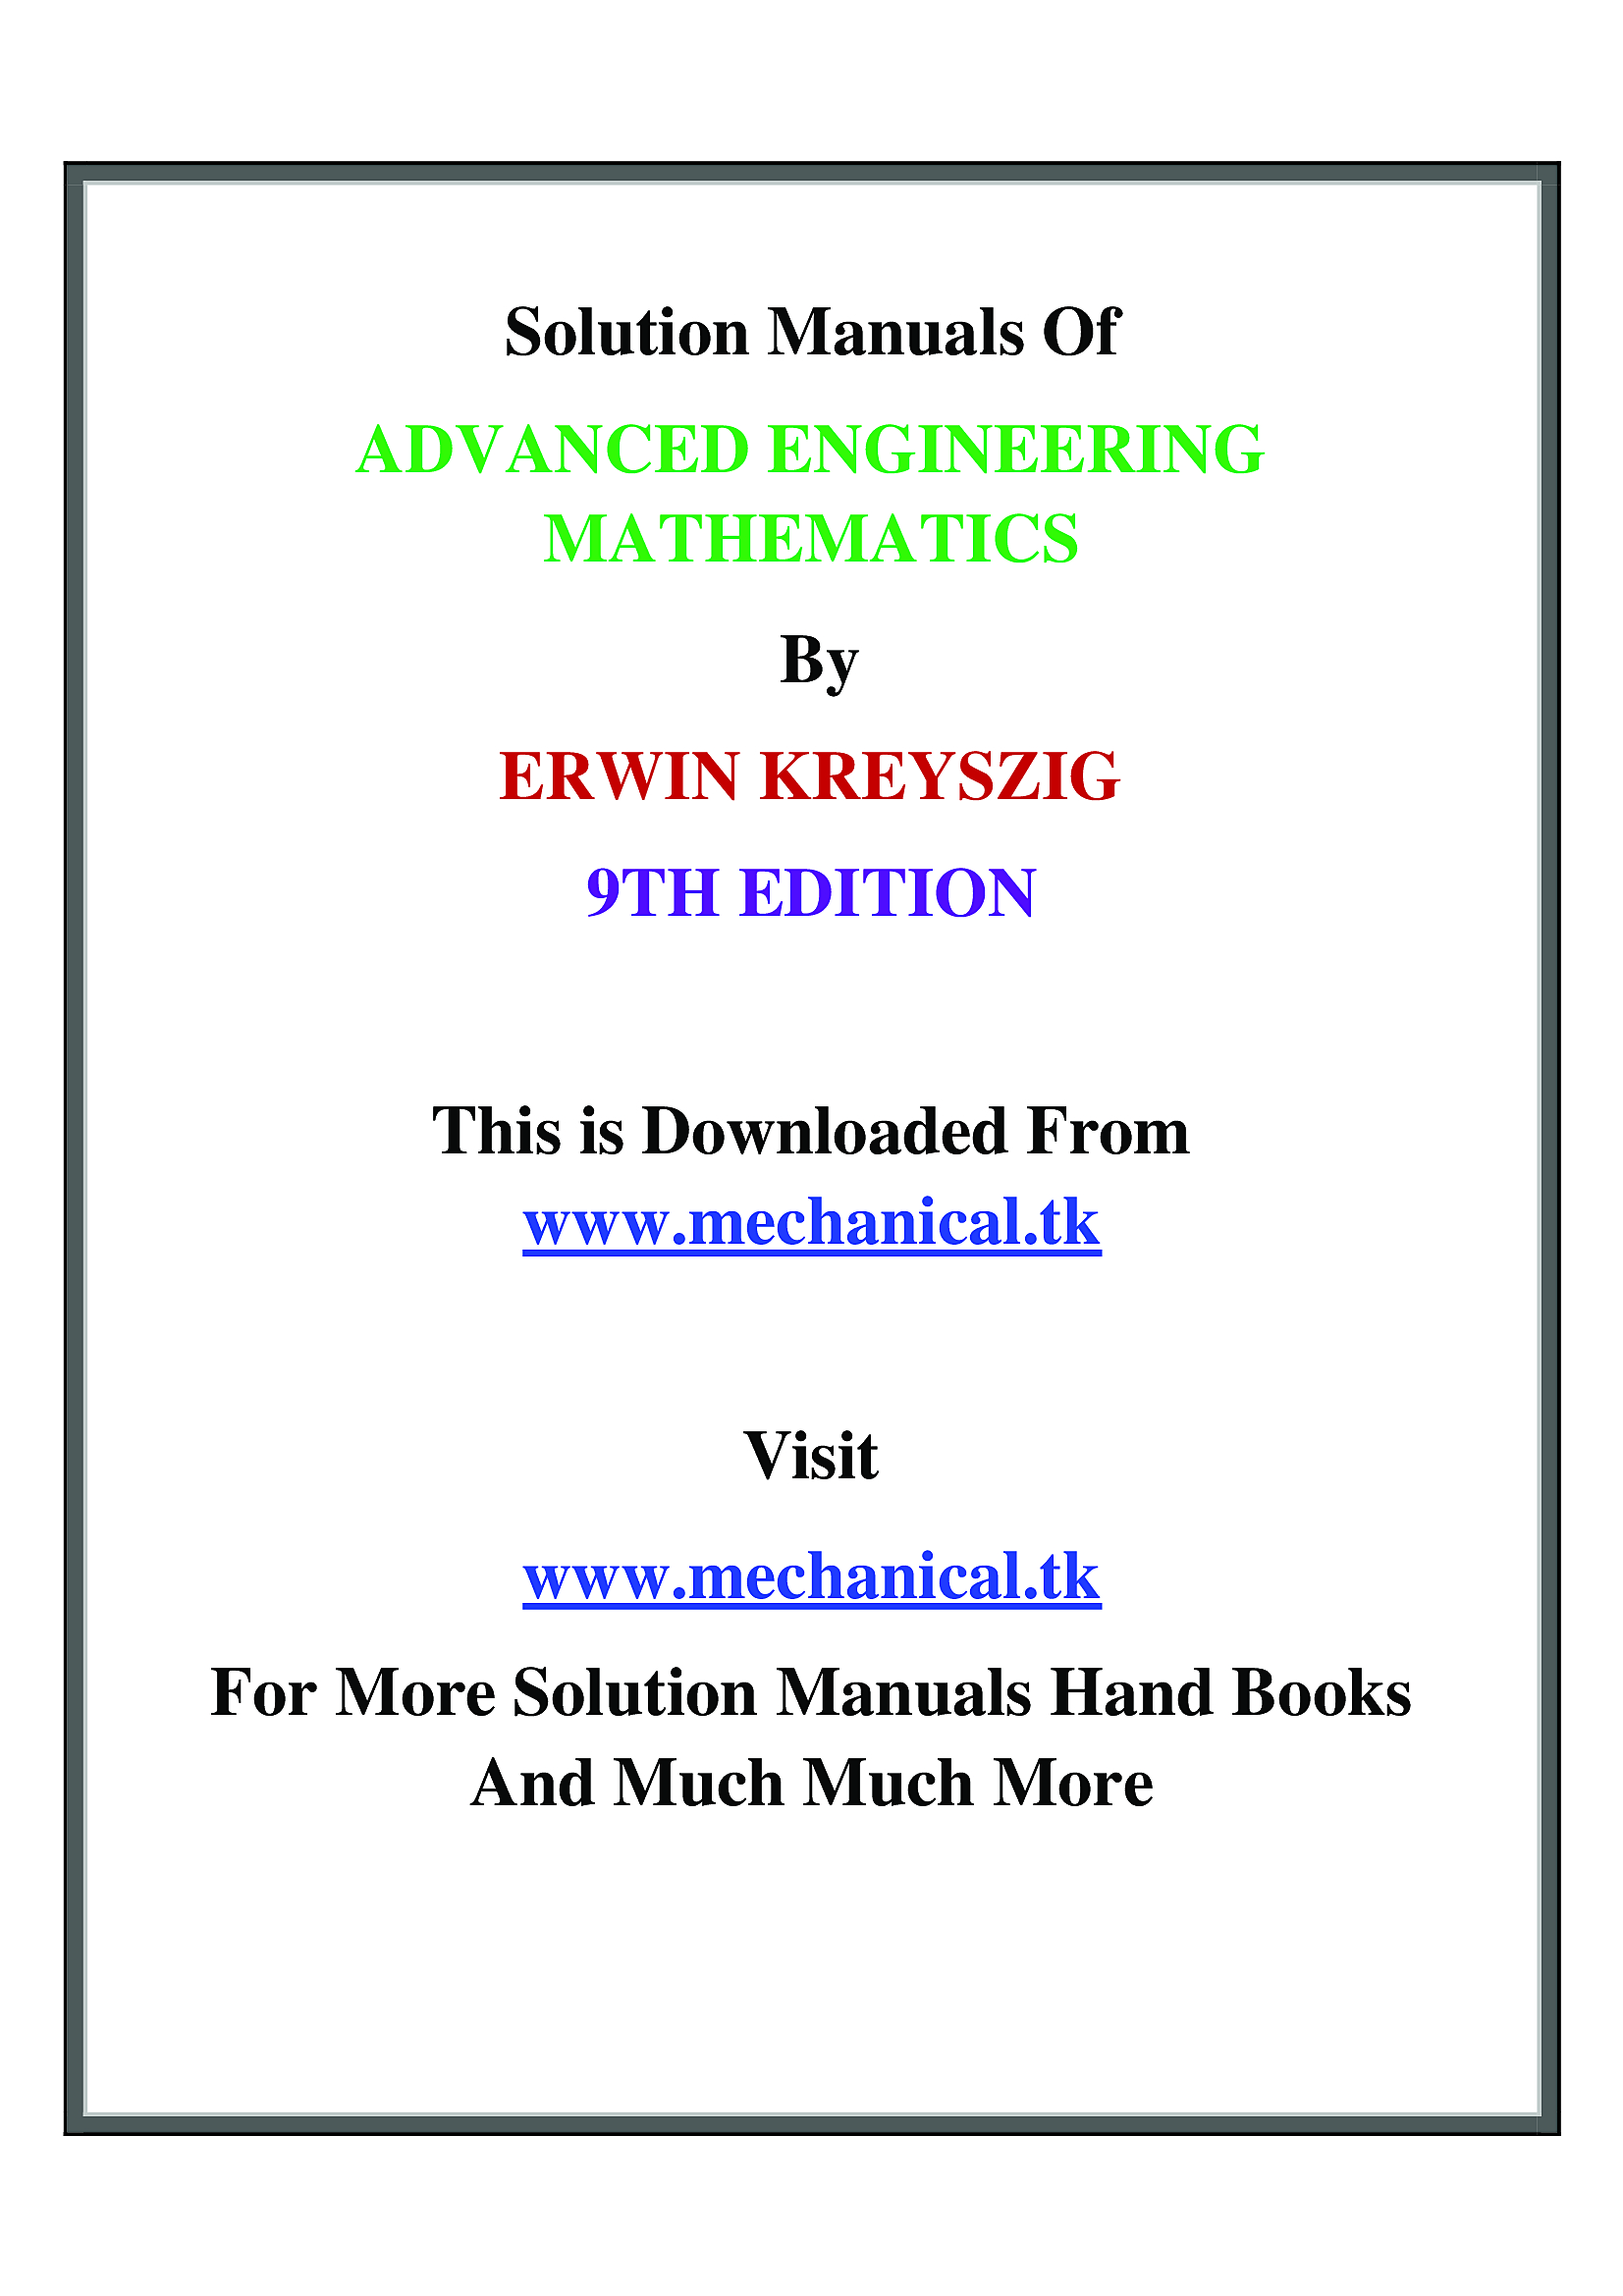 Solution Manuals Of
ADVANCED ENGINEERING
MATHEMATICS
By
ERWIN KREYSZIG
9TH EDITION
This is Downloaded From
www.mechanical.tk
Visit
www.mechanical.tk
For More Solution Manuals Hand Books
And Much Much More